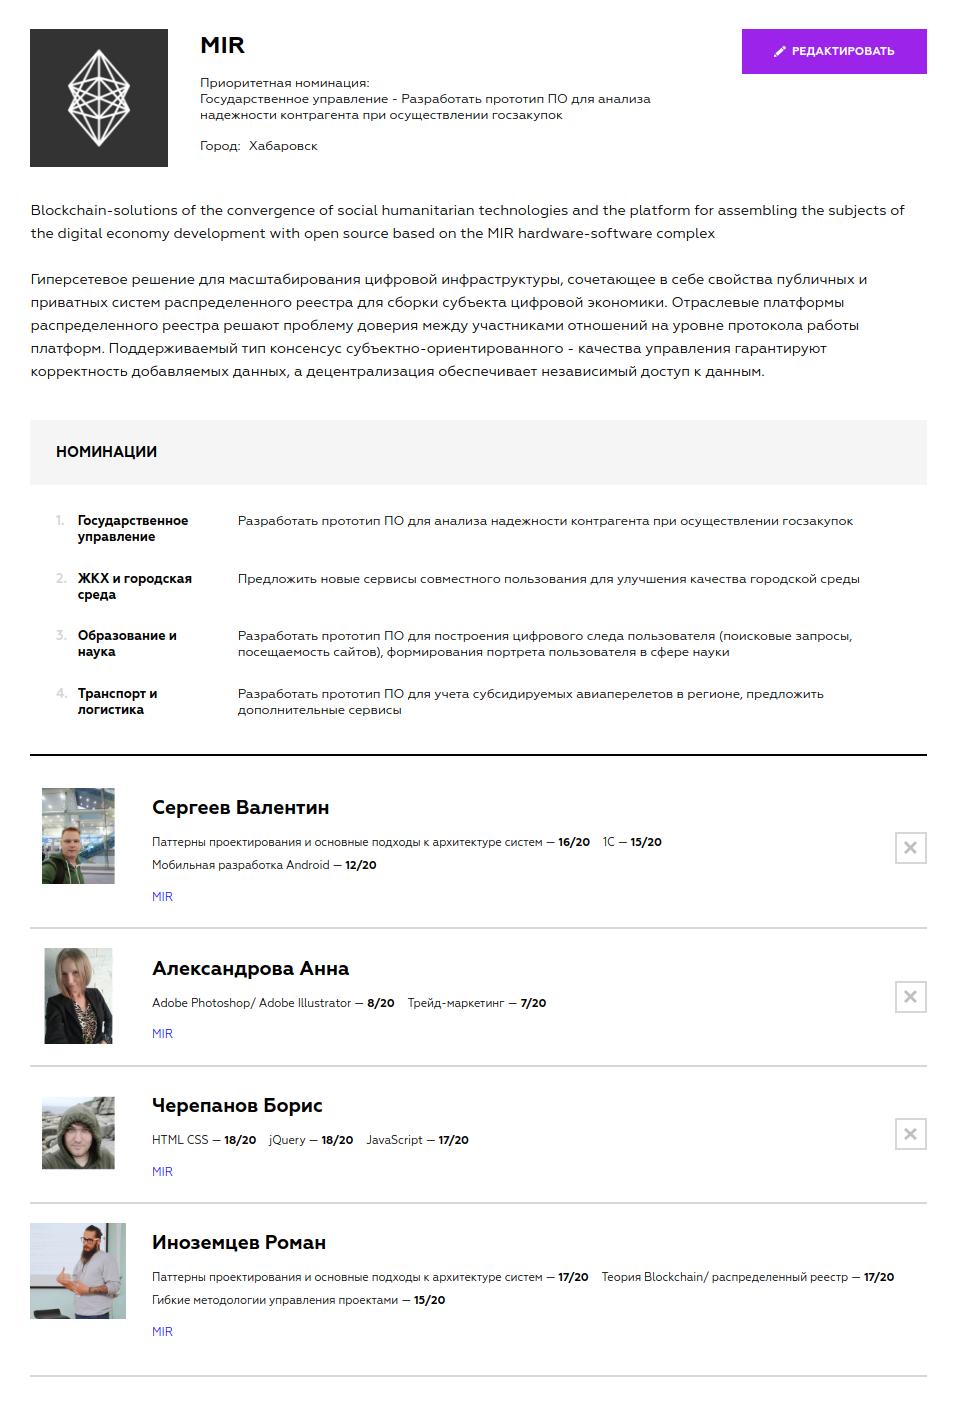 MIR
РЕДАКТИРОВАТЬ
Приоритетная номинация:
Государственное управление - Разработать прототип ПО для анализа
надежности контрагента при осуществлении госзакупок
Город: Хабаровск
Blockchain-solutions of the convergence of social humanitarian technologies and the platform for assembling the subjects of
the digital economy development with open source based on the MIR hardware-software complex
Гиперсетевое решение для масштабирования цифровой инфраструктуры, сочетающее в себе свойства публичных и
приватных систем распределенного реестра для сборки субъекта цифровой экономики. Отраслевые платформы
распределенного реестра решают проблему доверия между участниками отношений на уровне протокола работы
платформ. Поддерживаемый тип консенсус субъектно-ориентированного - качества управления гарантируют
корректность добавляемых данных, а децентрализация обеспечивает независимый доступ к данным.
НОМИНАЦИИ
1. Государственное Разработать прототип ПО для анализа надежности контрагента при осуществлении госзакупок
управление
2. ЖКХ и городская Предложить новые сервисы совместного пользования для улучшения качества городской среды
среда
3. Образование и Разработать прототип ПО для построения цифрового следа пользователя (поисковые запросы,
наука посещаемость сайтов), формирования портрета пользователя в сфере науки
4. Транспорт и Разработать прототип ПО для учета субсидируемых авиаперелетов в регионе, предложить
логистика дополнительные сервисы
Сергеев Валентин
Паттерны проектирования и основные подходы к архитектуре систем — 16/20 1С — 15/20
Мобильная разработка Android — 12/20
MIR
Александрова Анна
Adobe Photoshop/ Adobe Illustrator — 8/20 Трейд-маркетинг — 7/20
MIR
Черепанов Борис
HTML CSS — 18/20 jQuery — 18/20 JavaScript — 17/20
MIR
Иноземцев Роман
Паттерны проектирования и основные подходы к архитектуре систем — 17/20 Теория Blockchain/ распределенный реестр — 17/20
Гибкие методологии управления проектами — 15/20
MIR